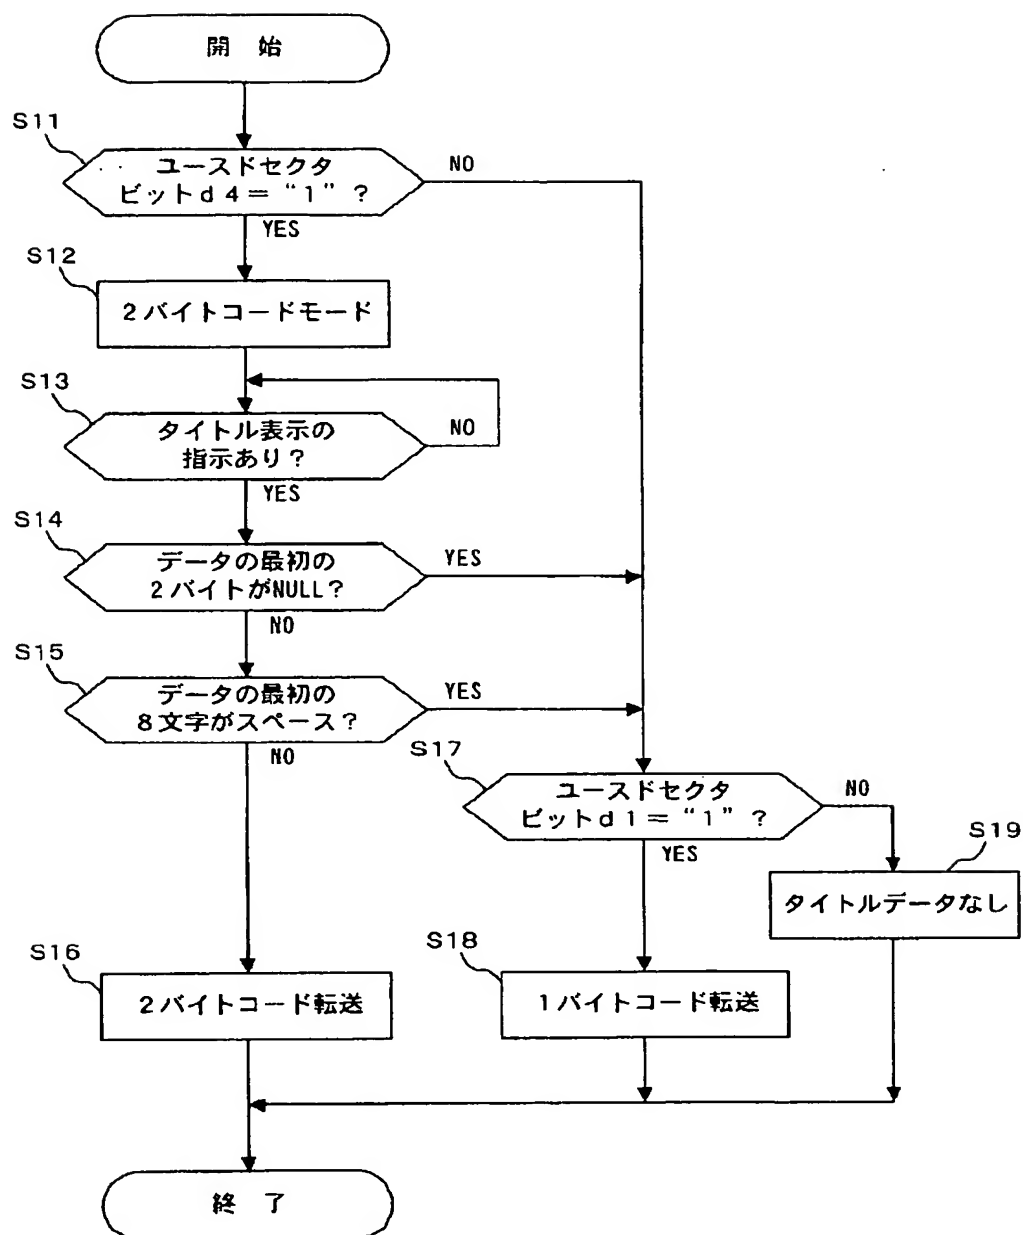 開 始
S11
ユースドセクタ
ビットd4＝“1”？
NO
YES
S12
2バイトコードモード
S13
タイトル表示の
指示あり？
NO
YES
S14
データの最初の
2バイトがNULL？
YES
NO
S15
データの最初の
8文字がスペース？
YES
NO
S17
ユースドセクタ
ビットd1＝“1”？
NO
YES
S19
タイトルデータなし
S16
2バイトコード転送
S18
1バイトコード転送
終 了